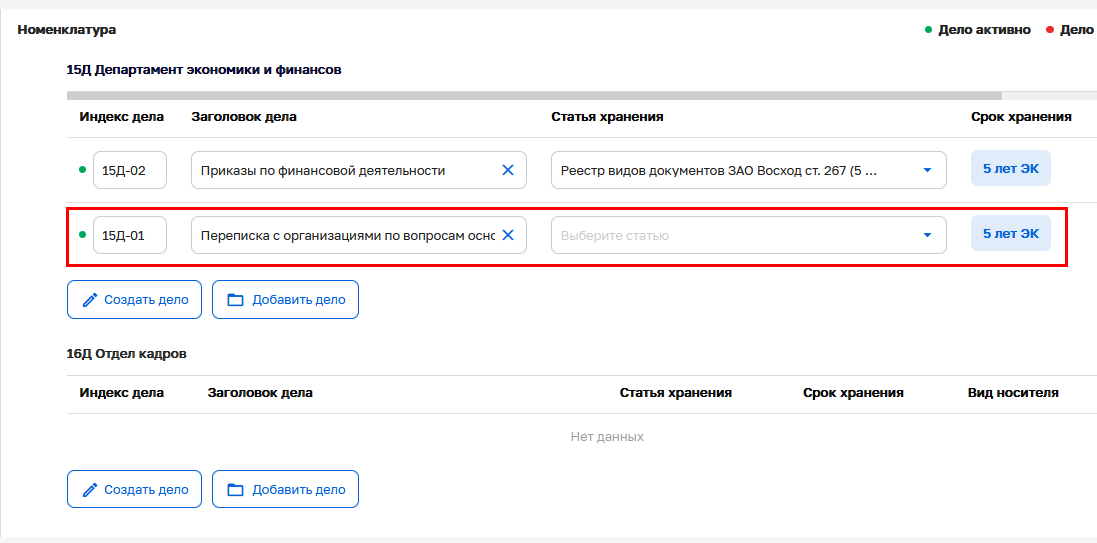 Номенклатура
Дело активно Дело
15Д Департамент экономики и финансов
Индекс дела Заголовок дела Статья хранения Срок хранения
15Д-02 Приказы по финансовой деятельности Реестр видов документов ЗАО Восход ст. 267 (5 ... 5 лет ЭК
15Д-01 Переписка с организациями по вопросам осно Выберите статью 5 лет ЭК
Создать дело Добавить дело
16Д Отдел кадров
Индекс дела Заголовок дела Статья хранения Срок хранения Вид носителя
Нет данных
Создать дело Добавить дело